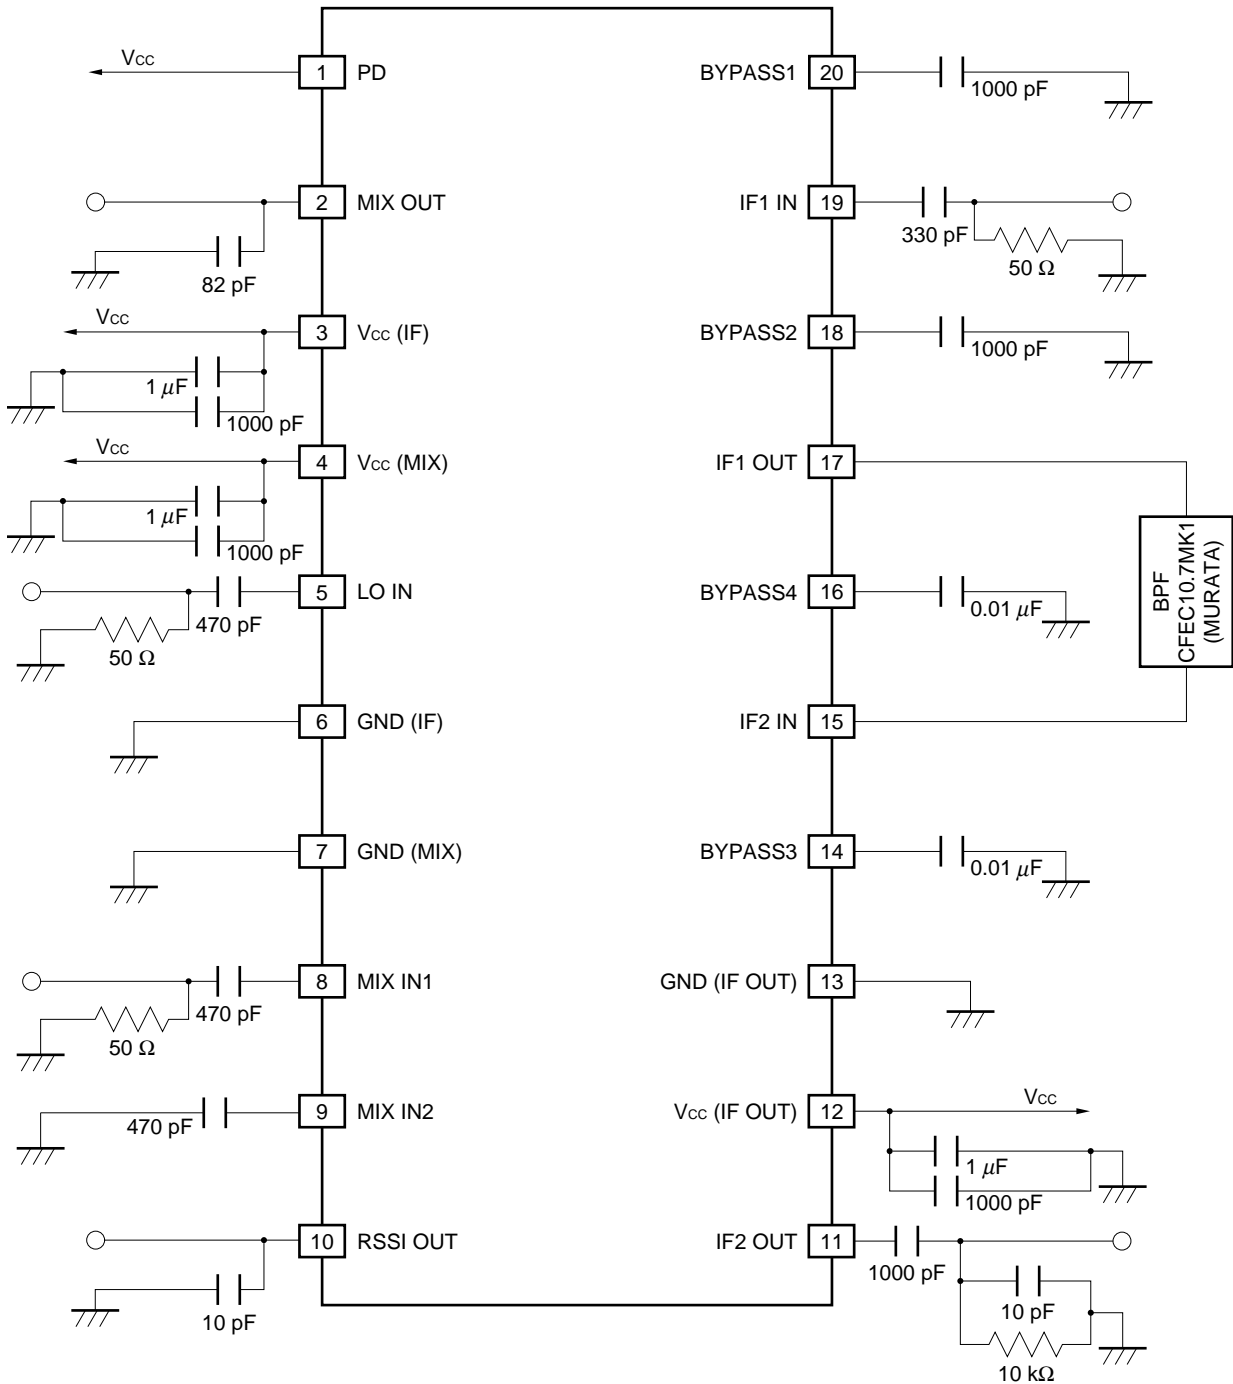 VCC
1 PD
BYPASS1 20
1000 pF
2 MIX OUT
82 pF
IF1 IN 19
330 pF
50 Ω
VCC
3 VCC (IF)
1 μF
1000 pF
BYPASS2 18
1000 pF
VCC
4 VCC (MIX)
1 μF
1000 pF
IF1 OUT 17
BPF
CFEC10.7MK1
(MURATA)
5 LO IN
470 pF
50 Ω
BYPASS4 16
0.01 μF
6 GND (IF)
IF2 IN 15
7 GND (MIX)
BYPASS3 14
0.01 μF
8 MIX IN1
470 pF
50 Ω
GND (IF OUT) 13
9 MIX IN2
470 pF
VCC (IF OUT) 12
VCC
1 μF
1000 pF
10 RSSI OUT
10 pF
IF2 OUT 11
1000 pF
10 pF
10 kΩ